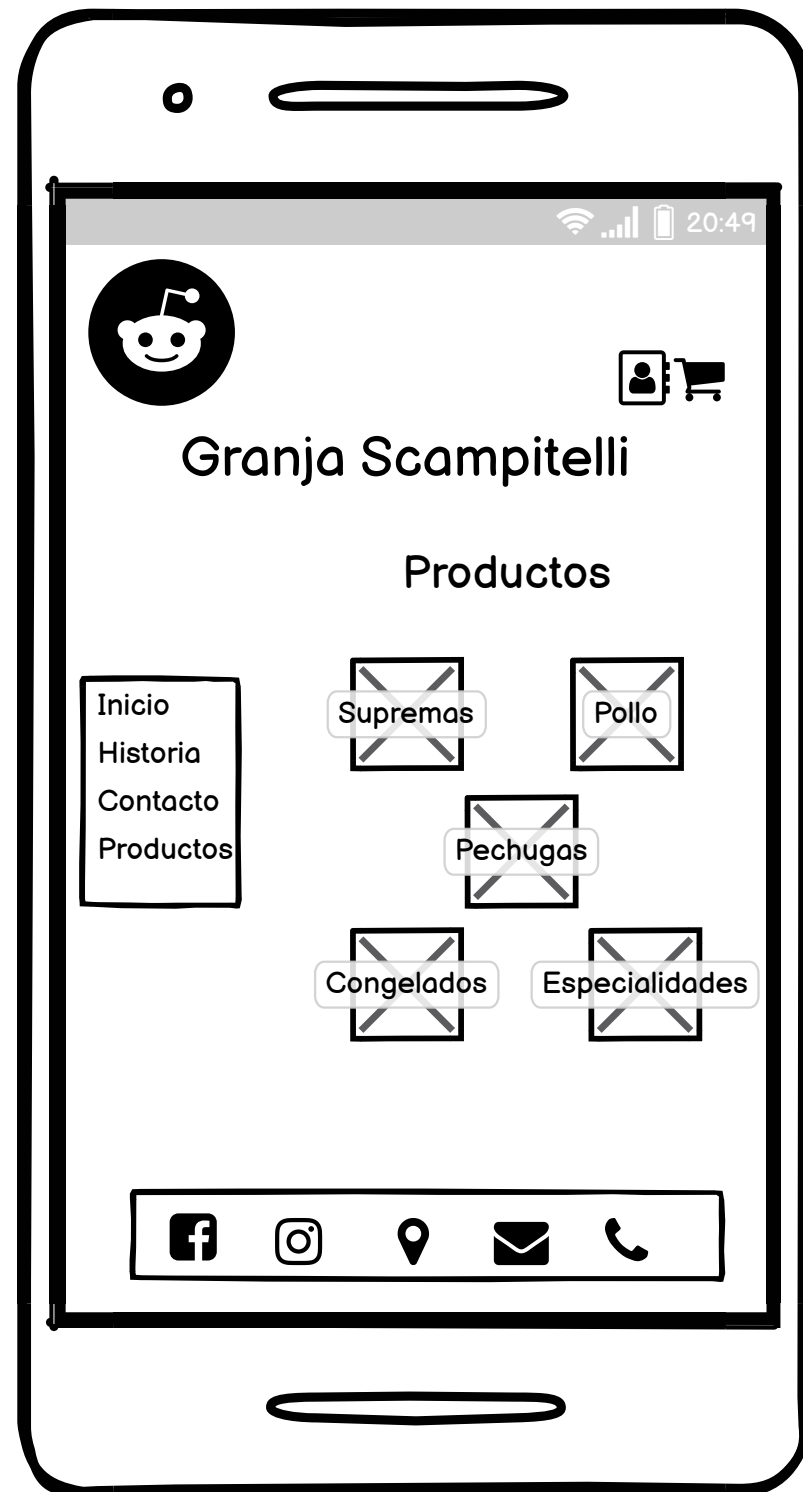 20:49
Granja Scampitelli
Productos
Inicio
Historia
Contacto
Productos
Supremas
Pollo
Pechugas
Congelados
Especialidades